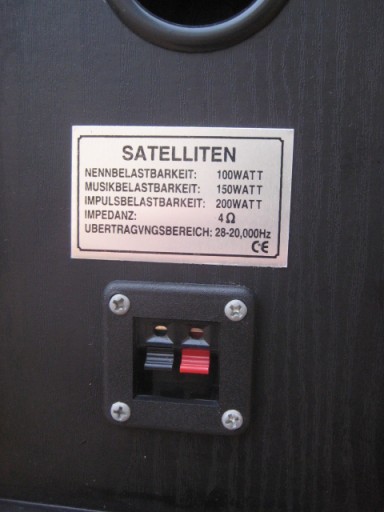 SATELLITEN
NENNBELASTBARKEIT: 100WATT
MUSIKBELASTBARKEIT: 150WATT
IMPULSBELASTBARKEIT: 200WATT
IMPEDANZ: 4Ω
UBERTRAGVNGSBEREICH: 28-20,000Hz
CE